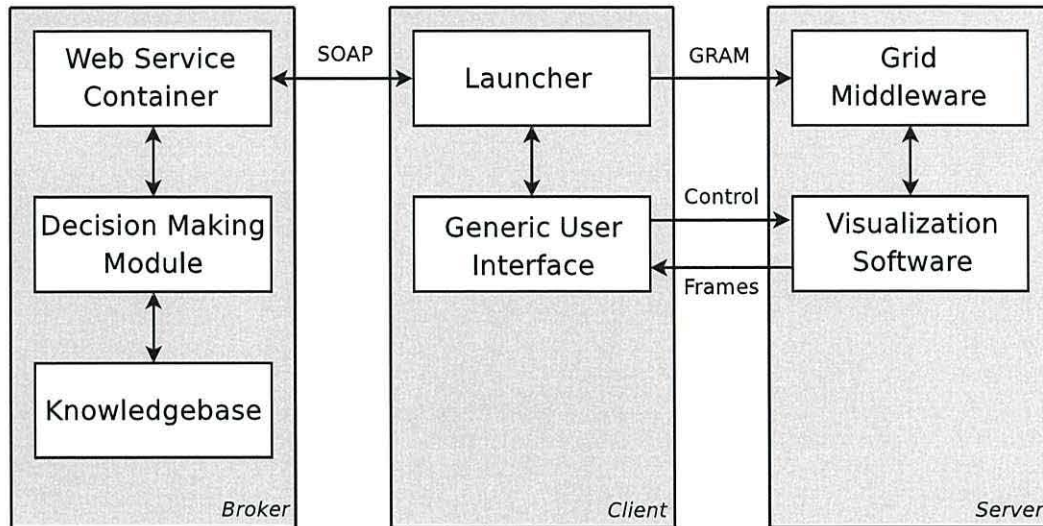 Web Service
Container
SOAP
Launcher
GRAM
Grid
Middleware
Decision Making
Module
Generic User
Interface
Control
Frames
Visualization
Software
Knowledgebase
Broker
Client
Server